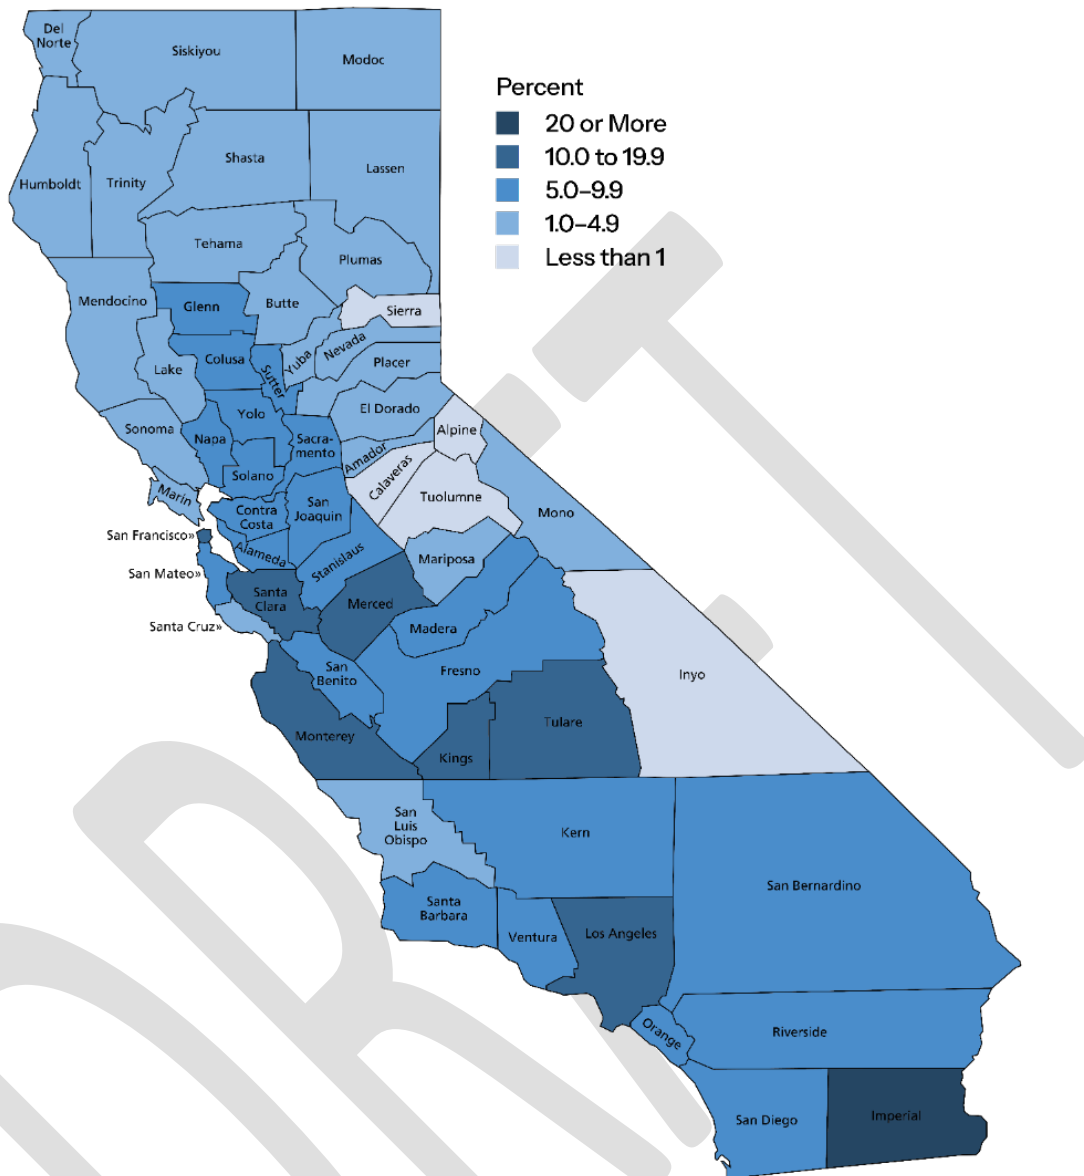 Del
Norte
Siskiyou
Modoc
Percent
20 or More
10.0 to 19.9
5.0–9.9
1.0–4.9
Less than 1
Humboldt
Trinity
Shasta
Lassen
Tehama
Plumas
Mendocino
Glenn
Butte
Sierra
Lake
Colusa
Sutter
Yuba
Nevada
Placer
El Dorado
Sonoma
Napa
Yolo
Sacra-
mento
Amador
Alpine
Solano
Calaveras
Tuolumne
Mono
Marin
Contra
Costa
San
Joaquin
San Francisco»
Alameda
Stanislaus
Mariposa
San Mateo»
Santa
Clara
Merced
Santa Cruz»
Madera
San
Benito
Fresno
Inyo
Monterey
Kings
Tulare
San
Luis
Obispo
Kern
San Bernardino
Santa
Barbara
Ventura
Los Angeles
Orange
Riverside
San Diego
Imperial